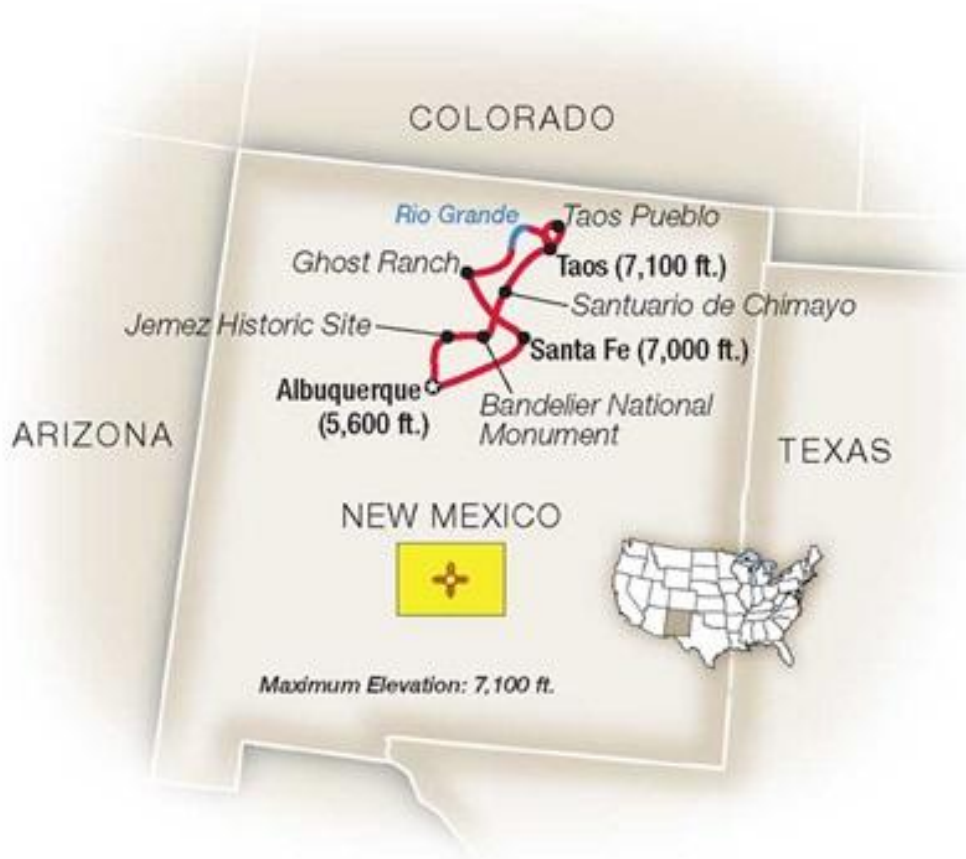 COLORADO
Rio Grande
Taos Pueblo
Ghost Ranch
Taos (7,100 ft.)
Santuario de Chimayo
Jemez Historic Site
Santa Fe (7,000 ft.)
Albuquerque
(5,600 ft.)
Bandelier National
Monument
ARIZONA
TEXAS
NEW MEXICO
Maximum Elevation: 7,100 ft.